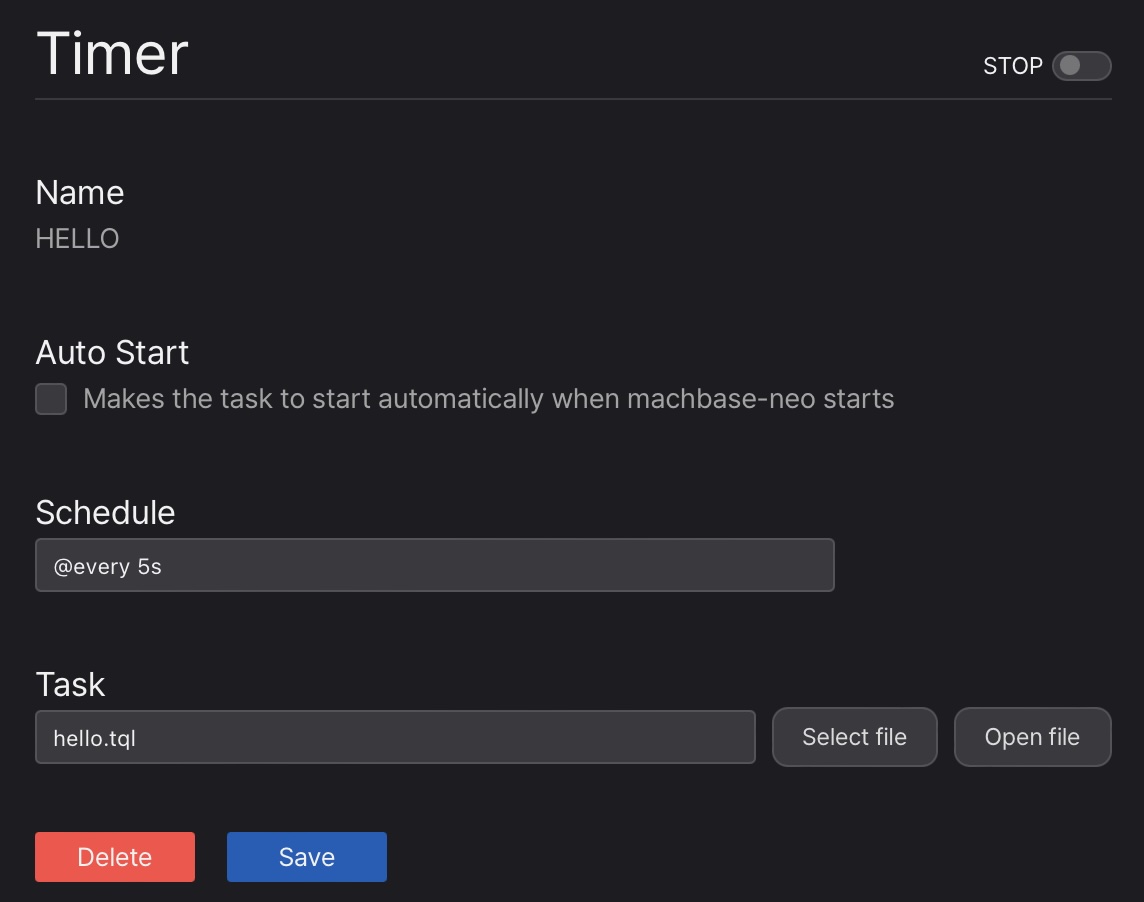 Timer
STOP
Name
HELLO
Auto Start
Makes the task to start automatically when machbase-neo starts
Schedule
@every 5s
Task
hello.tql Select file Open file
Delete Save